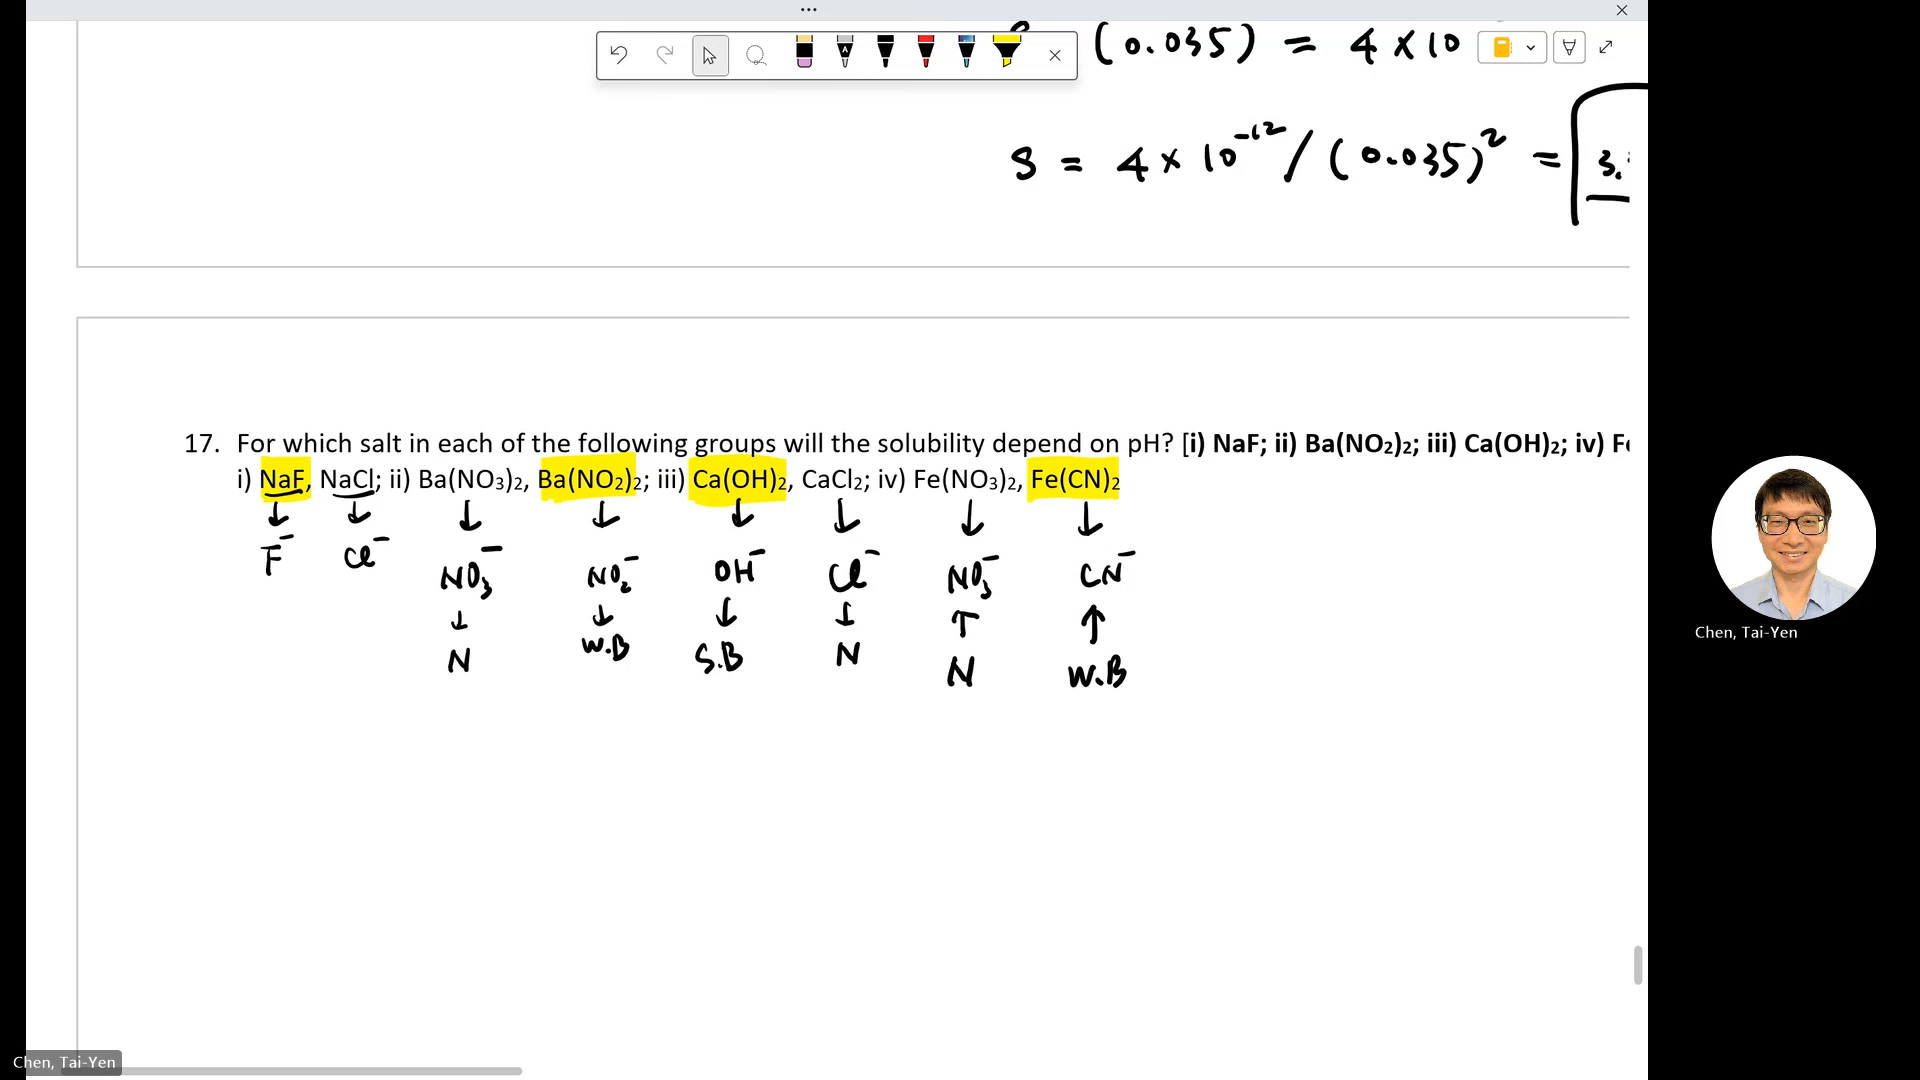 (0.035) = 4 × 10
S = 4 × 10⁻¹² / (0.035)² = 3.
17. For which salt in each of the following groups will the solubility depend on pH? [i) NaF; ii) Ba(NO₂)₂; iii) Ca(OH)₂; iv) Fe
i) NaF, NaCl; ii) Ba(NO₃)₂, Ba(NO₂)₂; iii) Ca(OH)₂, CaCl₂; iv) Fe(NO₃)₂, Fe(CN)₂
↓ ↓ ↓ ↓ ↓ ↓ ↓ ↓
F⁻ Cl⁻ NO₃⁻ NO₂⁻ OH⁻ Cl⁻ NO₃⁻ CN⁻
↓ ↓ ↓ ↓ ↑ ↑
N W.B S.B N N W.B
Chen, Tai-Yen
Chen, Tai-Yen